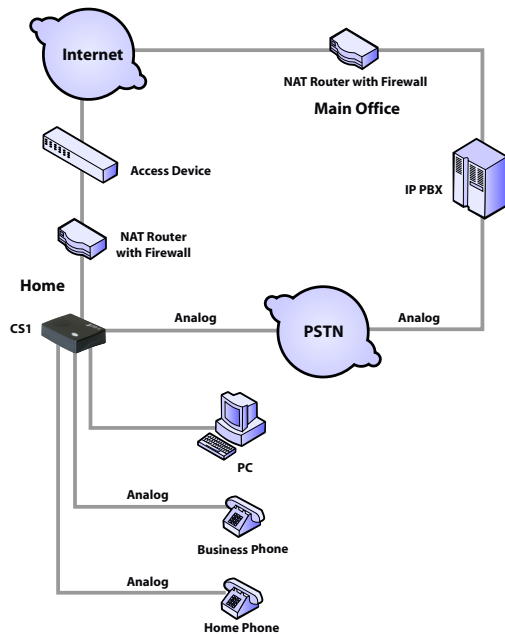 Internet
NAT Router with Firewall
Main Office
Access Device
IP PBX
NAT Router
with Firewall
Home
CS1
Analog
PSTN
Analog
PC
Analog
Business Phone
Analog
Home Phone